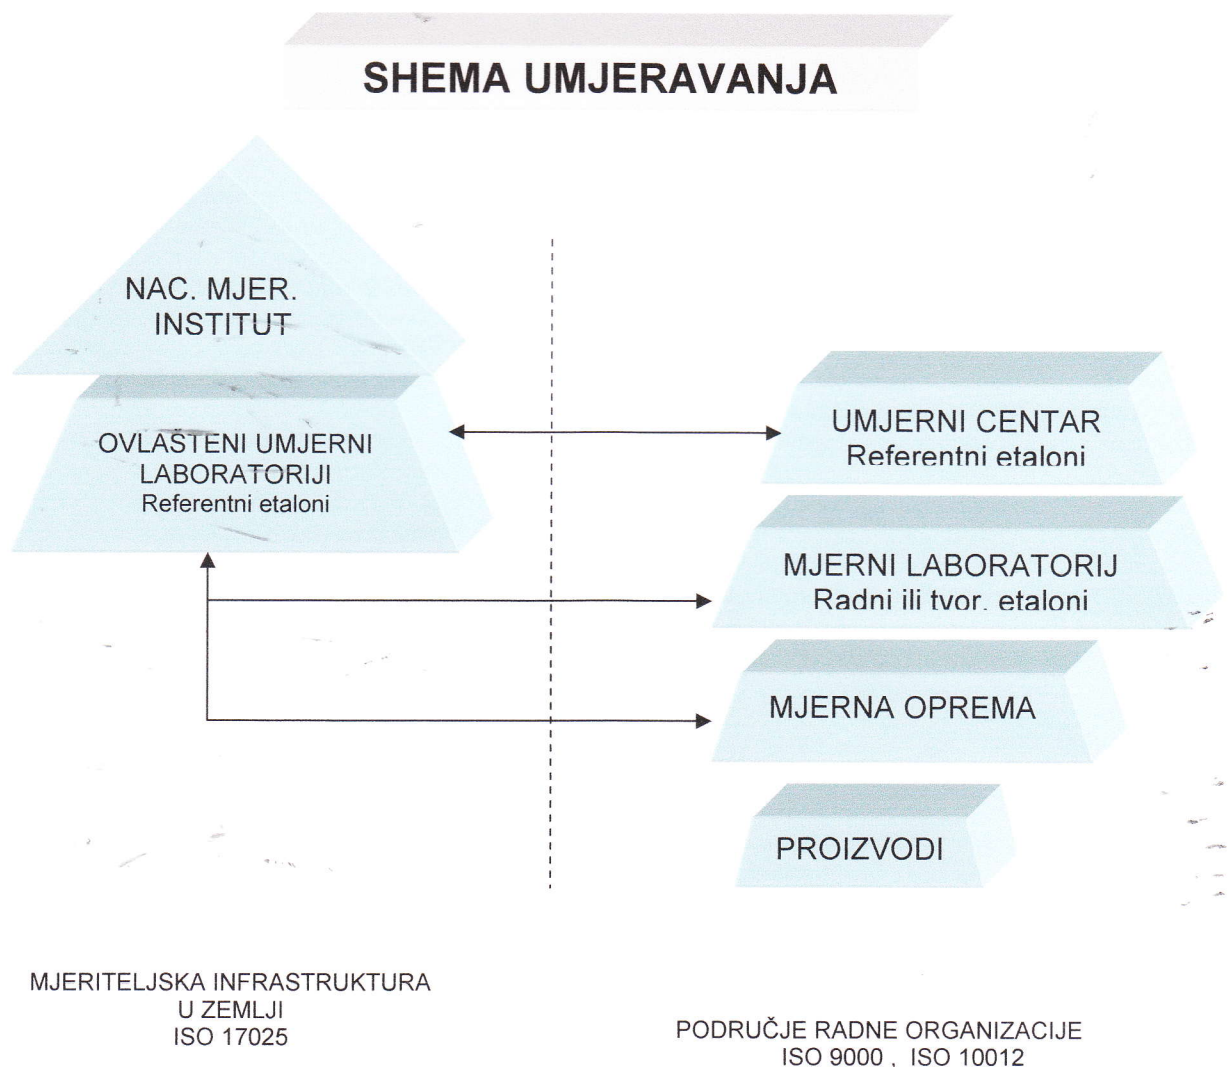 SHEMA UMJERAVANJA
NAC. MJER.
INSTITUT
OVLAŠTENI UMJERNI
LABORATORIJI
Referentni etaloni
UMJERNI CENTAR
Referentni etaloni
MJERNI LABORATORIJ
Radni ili tvor. etaloni
MJERNA OPREMA
PROIZVODI
MJERITELJSKA INFRASTRUKTURA
U ZEMLJI
ISO 17025
PODRUČJE RADNE ORGANIZACIJE
ISO 9000 , ISO 10012